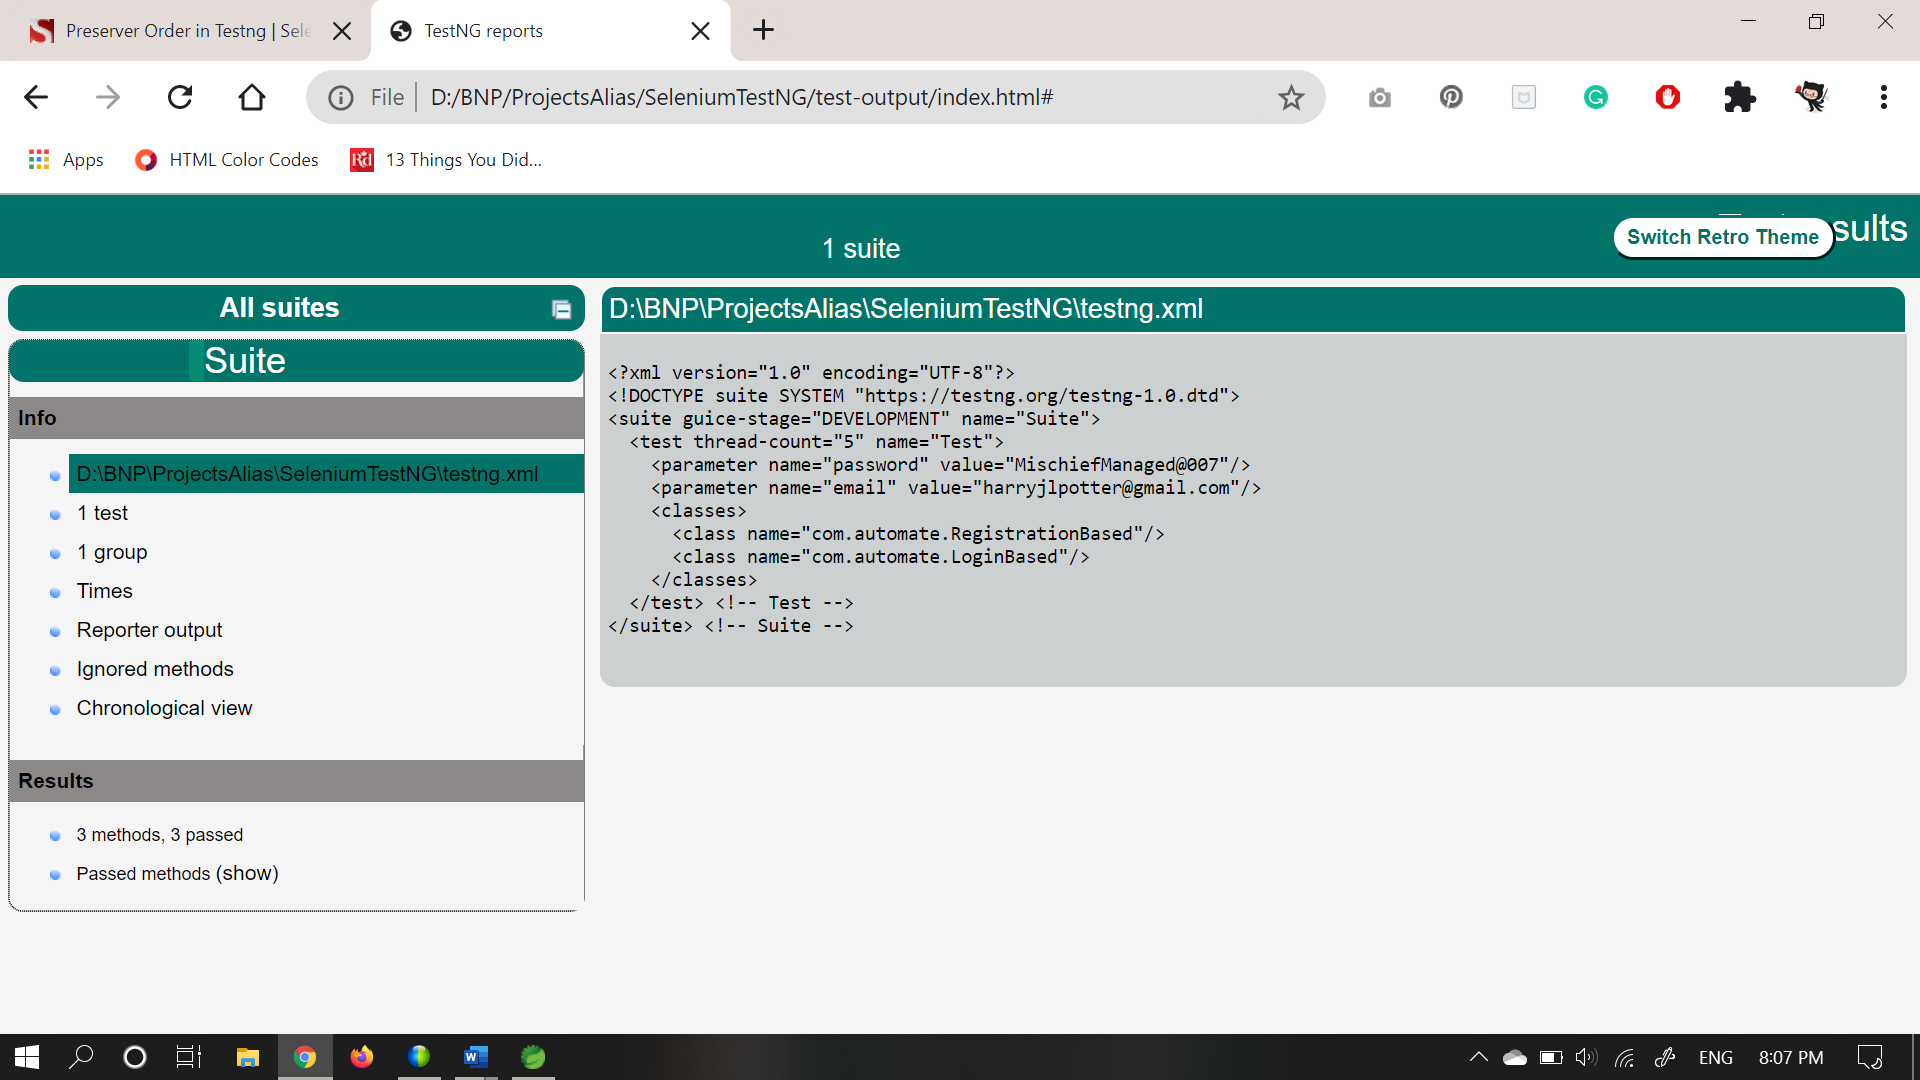 Preserver Order in Testng | Sele
TestNG reports
File
D:/BNP/ProjectsAlias/SeleniumTestNG/test-output/index.html#
Apps
HTML Color Codes
Rd
13 Things You Did...
1 suite
Switch Retro Theme
sults
All suites
Suite
Info
D:\BNP\ProjectsAlias\SeleniumTestNG\testng.xml
1 test
1 group
Times
Reporter output
Ignored methods
Chronological view
Results
3 methods, 3 passed
Passed methods (show)
D:\BNP\ProjectsAlias\SeleniumTestNG\testng.xml
<?xml version="1.0" encoding="UTF-8"?>
<!DOCTYPE suite SYSTEM "https://testng.org/testng-1.0.dtd">
<suite guice-stage="DEVELOPMENT" name="Suite">
  <test thread-count="5" name="Test">
    <parameter name="password" value="MischiefManaged@007"/>
    <parameter name="email" value="harryjlpotter@gmail.com"/>
    <classes>
      <class name="com.automate.RegistrationBased"/>
      <class name="com.automate.LoginBased"/>
    </classes>
  </test> <!-- Test -->
</suite> <!-- Suite -->
ENG
8:07 PM